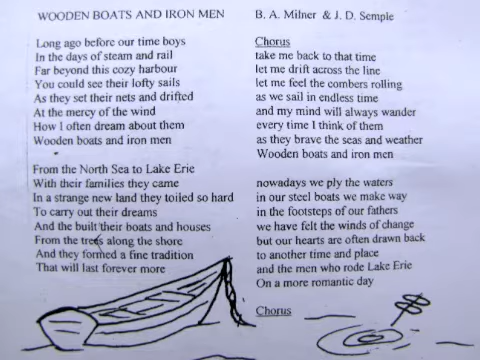 WOODEN BOATS AND IRON MEN
B. A. Milner & J. D. Semple
Long ago before our time boys
In the days of steam and rail
Far beyond this cozy harbour
You could see their lofty sails
As they set their nets and drifted
At the mercy of the wind
How I often dream about them
Wooden boats and iron men
From the North Sea to Lake Erie
With their families they came
In a strange new land they toiled so hard
To carry out their dreams
And the built their boats and houses
From the trees along the shore
And they formed a fine tradition
That will last forever more
Chorus
take me back to that time
let me drift across the line
let me feel the combers rolling
as we sail in endless time
and my mind will always wander
every time I think of them
as they brave the seas and weather
Wooden boats and iron men
nowadays we ply the waters
in our steel boats we make way
in the footsteps of our fathers
we have felt the winds of change
but our hearts are often drawn back
to another time and place
and the men who rode Lake Erie
On a more romantic day
Chorus